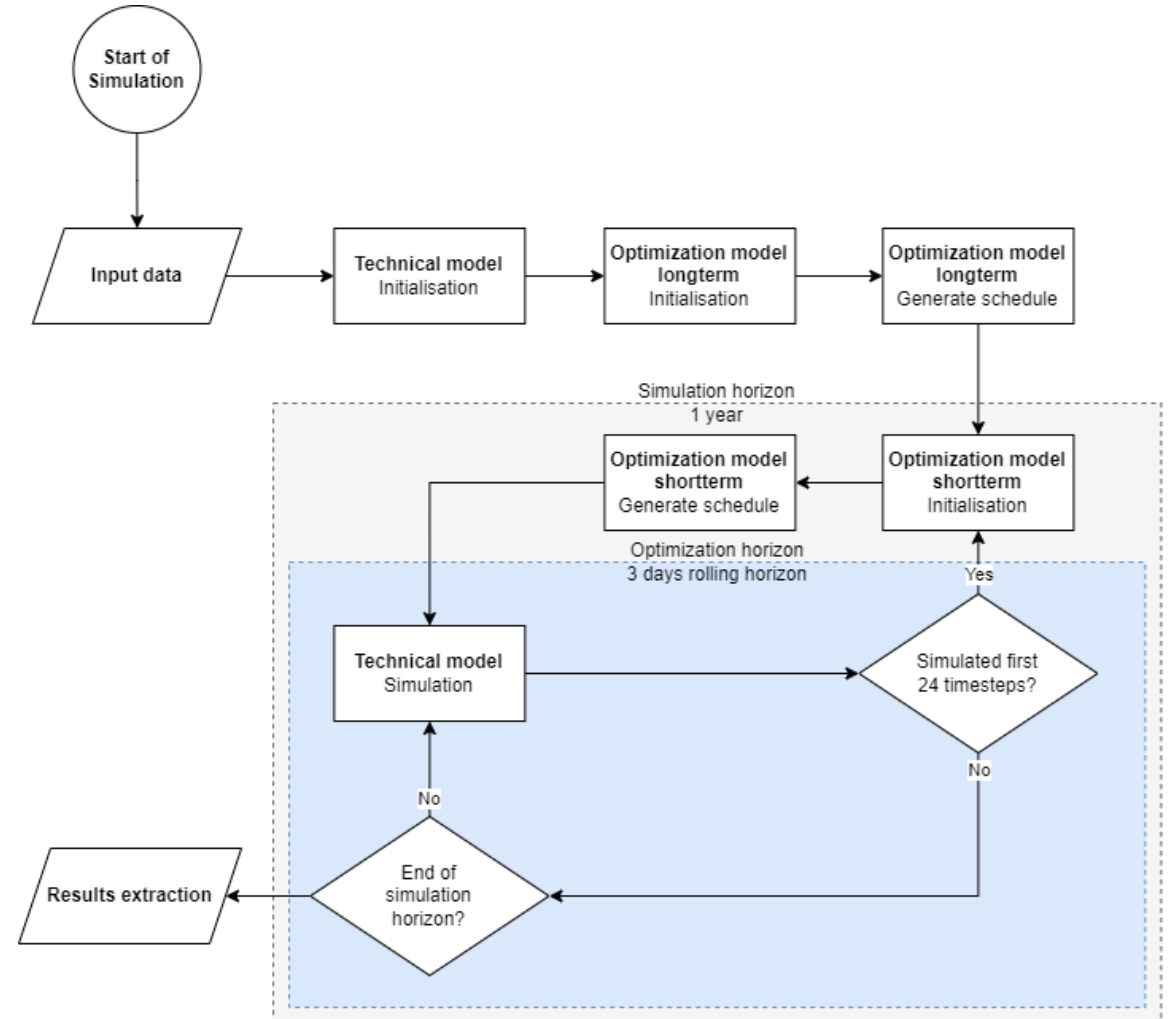 Start of
Simulation
Input data
Technical model
Initialisation
Optimization model
longterm
Initialisation
Optimization model
longterm
Generate schedule
Simulation horizon
1 year
Optimization model
shortterm
Generate schedule
Optimization model
shortterm
Initialisation
Optimization horizon
3 days rolling horizon
Yes
Technical model
Simulation
Simulated first
24 timesteps?
No
No
End of
simulation
horizon?
Results extraction